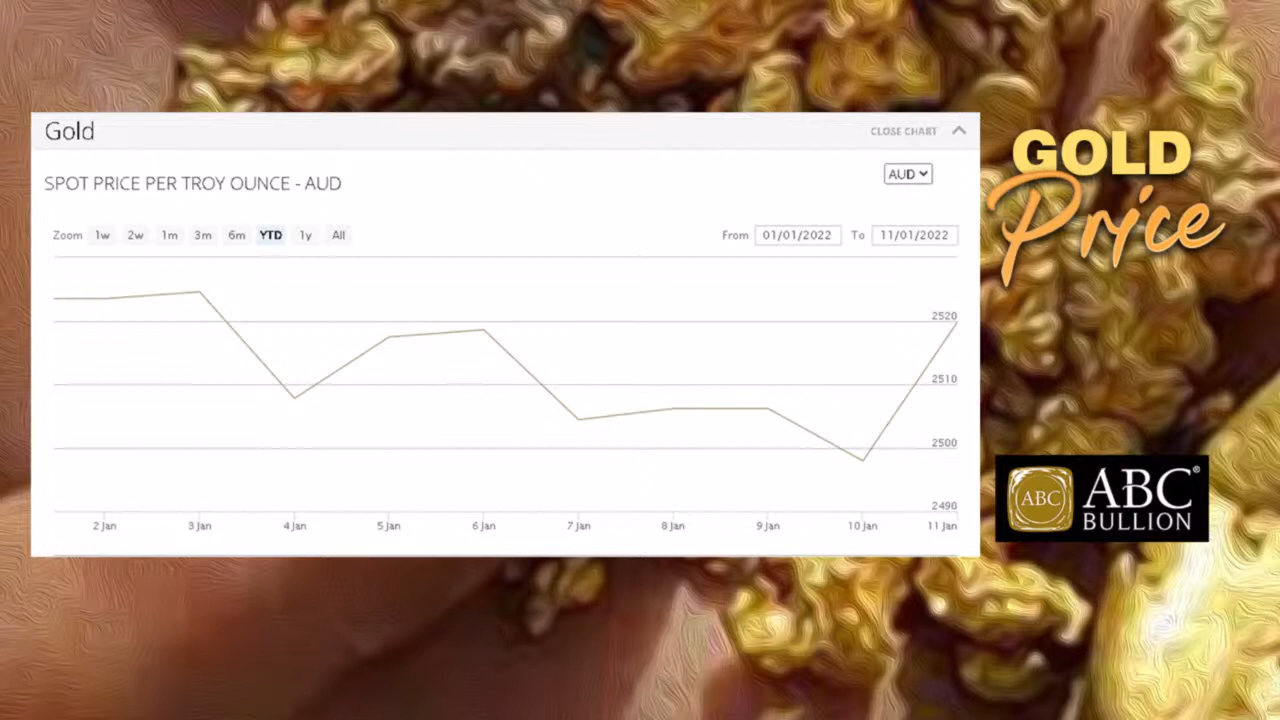 Gold
CLOSE CHART
SPOT PRICE PER TROY OUNCE - AUD
AUD
Zoom 1w 2w 1m 3m 6m YTD 1y All
From 01/01/2022 To 11/01/2022
2520
2510
2500
2490
2 Jan 3 Jan 4 Jan 5 Jan 6 Jan 7 Jan 8 Jan 9 Jan 10 Jan 11 Jan
GOLD
Price
ABC
ABC®
BULLION